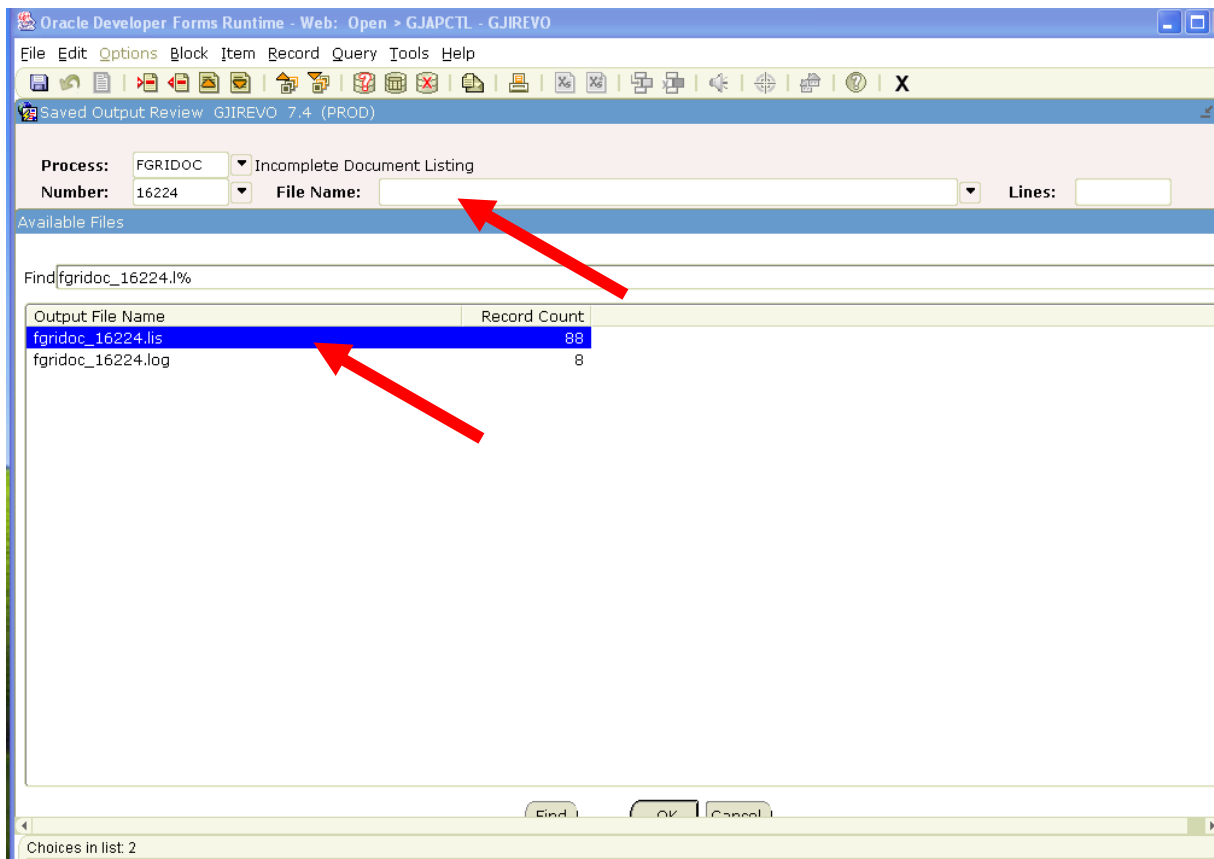 Oracle Developer Forms Runtime - Web: Open > GJAPCTL - GJIREVO
File Edit Options Block Item Record Query Tools Help
Saved Output Review GJIREVO 7.4 (PROD)
Process: FGRIDOC Incomplete Document Listing
Number: 16224 File Name: Lines:
Available Files
Find fgridoc_16224.l%
Output File Name Record Count
fgridoc_16224.lis 88
fgridoc_16224.log 8
Find OK Cancel
Choices in list: 2